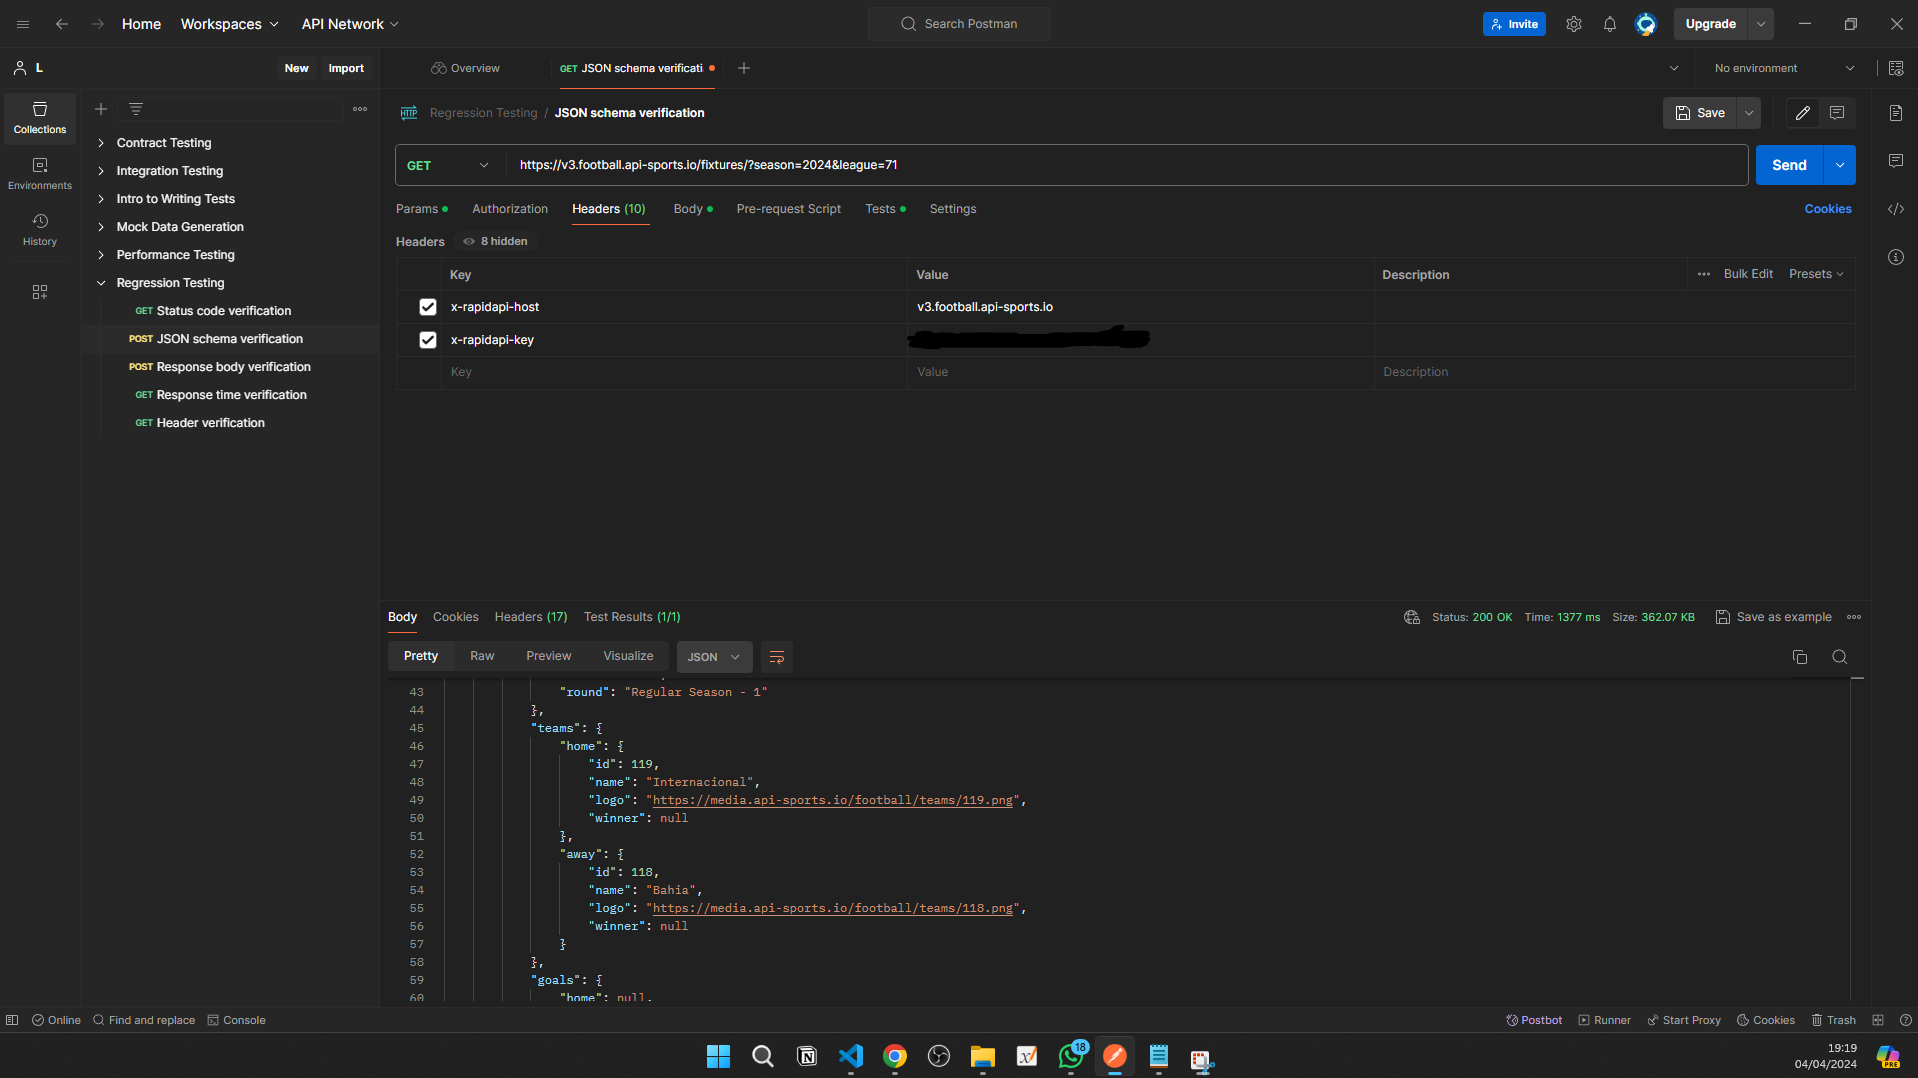 Home Workspaces API Network Search Postman Invite Upgrade
L New Import Overview GET JSON schema verificati No environment
Collections
Environments
History
Contract Testing
Integration Testing
Intro to Writing Tests
Mock Data Generation
Performance Testing
Regression Testing
GET Status code verification
POST JSON schema verification
POST Response body verification
GET Response time verification
GET Header verification
HTTP Regression Testing / JSON schema verification Save
GET https://v3.football.api-sports.io/fixtures/?season=2024&league=71 Send
Params Authorization Headers (10) Body Pre-request Script Tests Settings Cookies
Headers 8 hidden
Key Value Description Bulk Edit Presets
x-rapidapi-host v3.football.api-sports.io
x-rapidapi-key
Key Value Description
Body Cookies Headers (17) Test Results (1/1) Status: 200 OK Time: 1377 ms Size: 362.07 KB Save as example
Pretty Raw Preview Visualize JSON
43 "round": "Regular Season - 1"
44 },
45 "teams": {
46 "home": {
47 "id": 119,
48 "name": "Internacional",
49 "logo": "https://media.api-sports.io/football/teams/119.png",
50 "winner": null
51 },
52 "away": {
53 "id": 118,
54 "name": "Bahia",
55 "logo": "https://media.api-sports.io/football/teams/118.png",
56 "winner": null
57 }
58 },
59 "goals": {
60 "home": null,
Online Find and replace Console Postbot Runner Start Proxy Cookies Trash
18
19:19
04/04/2024
PRE